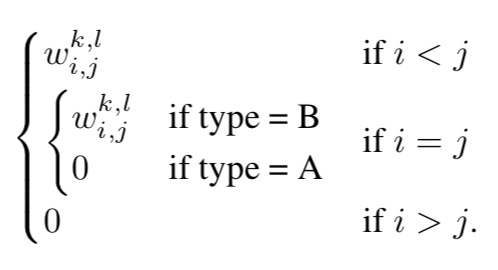 w_{i,j}^{k,l} if i < j
w_{i,j}^{k,l} if type = B
if i = j
0 if type = A
0 if i > j.